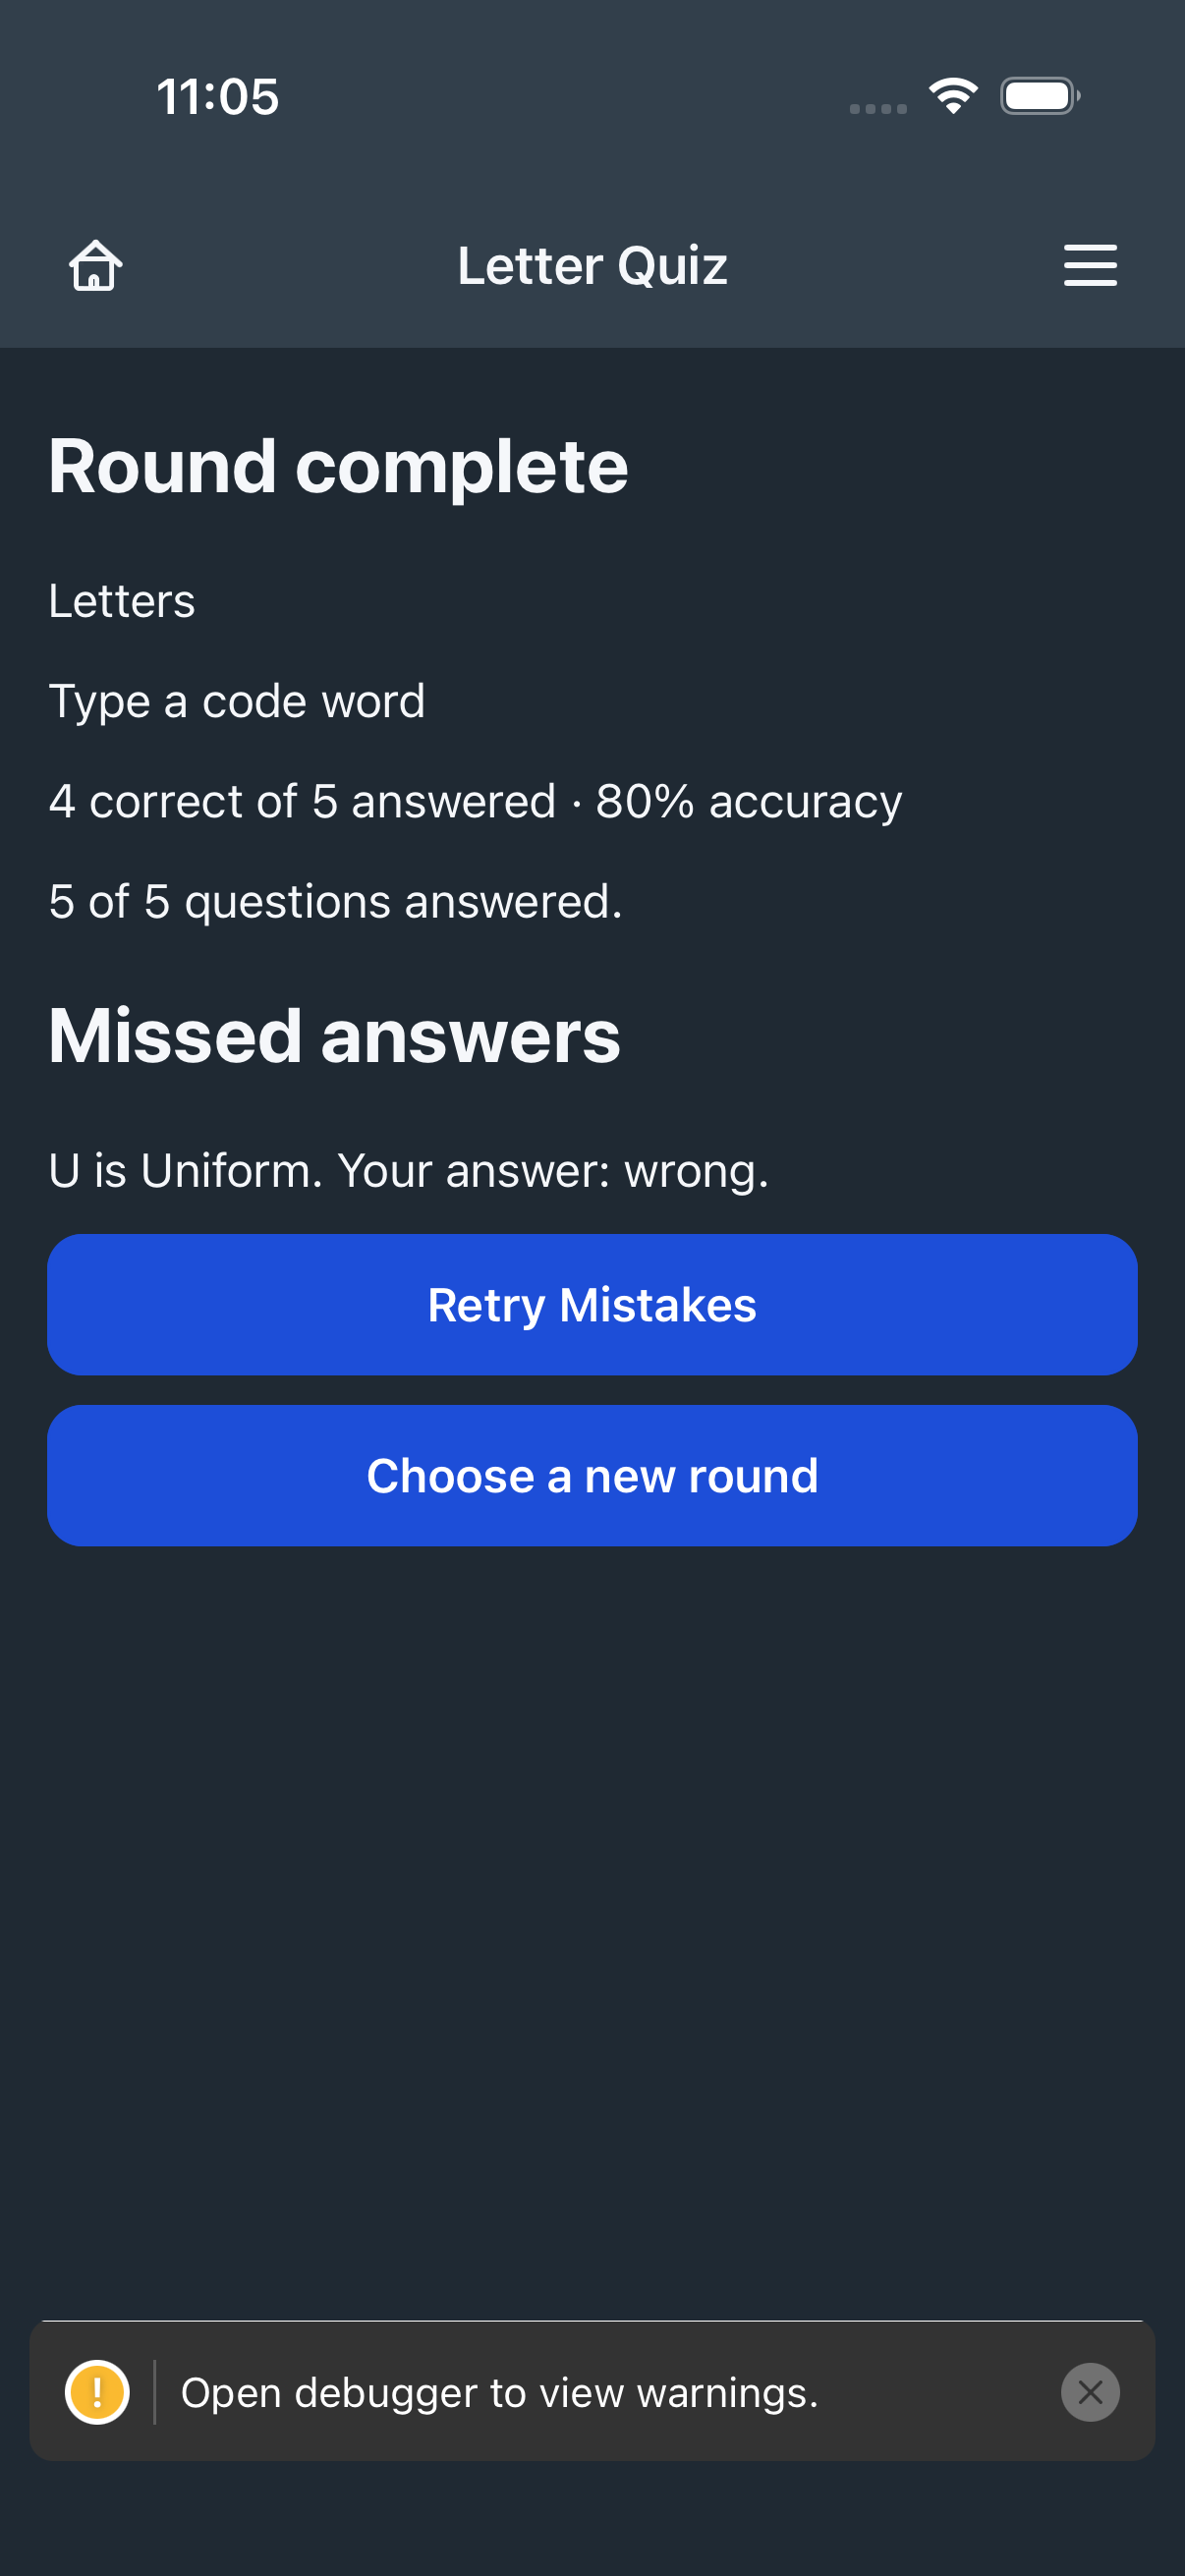 11:05
Letter Quiz
Round complete
Letters
Type a code word
4 correct of 5 answered · 80% accuracy
5 of 5 questions answered.
Missed answers
U is Uniform. Your answer: wrong.
Retry Mistakes
Choose a new round
! Open debugger to view warnings.